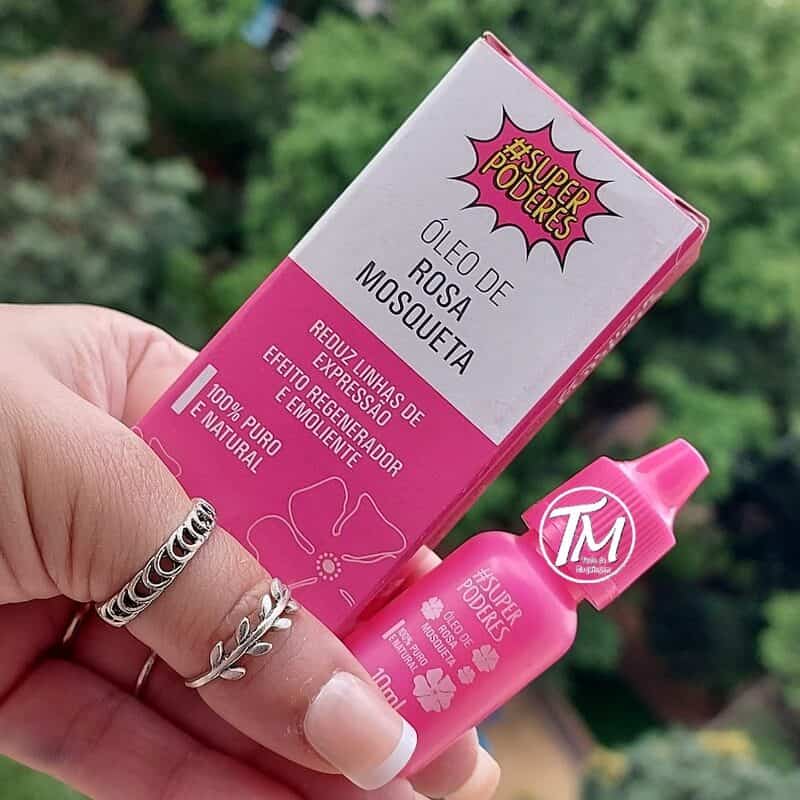 #SUPER
PODERES
ÓLEO DE
ROSA
MOSQUETA
REDUZ LINHAS DE
EXPRESSÃO
EFEITO REGENERADOR
E EMOLIENTE
100% PURO
E NATURAL
TM
#SUPER
PODERES
ÓLEO DE
ROSA
MOSQUETA
100% PURO
E NATURAL
10ml